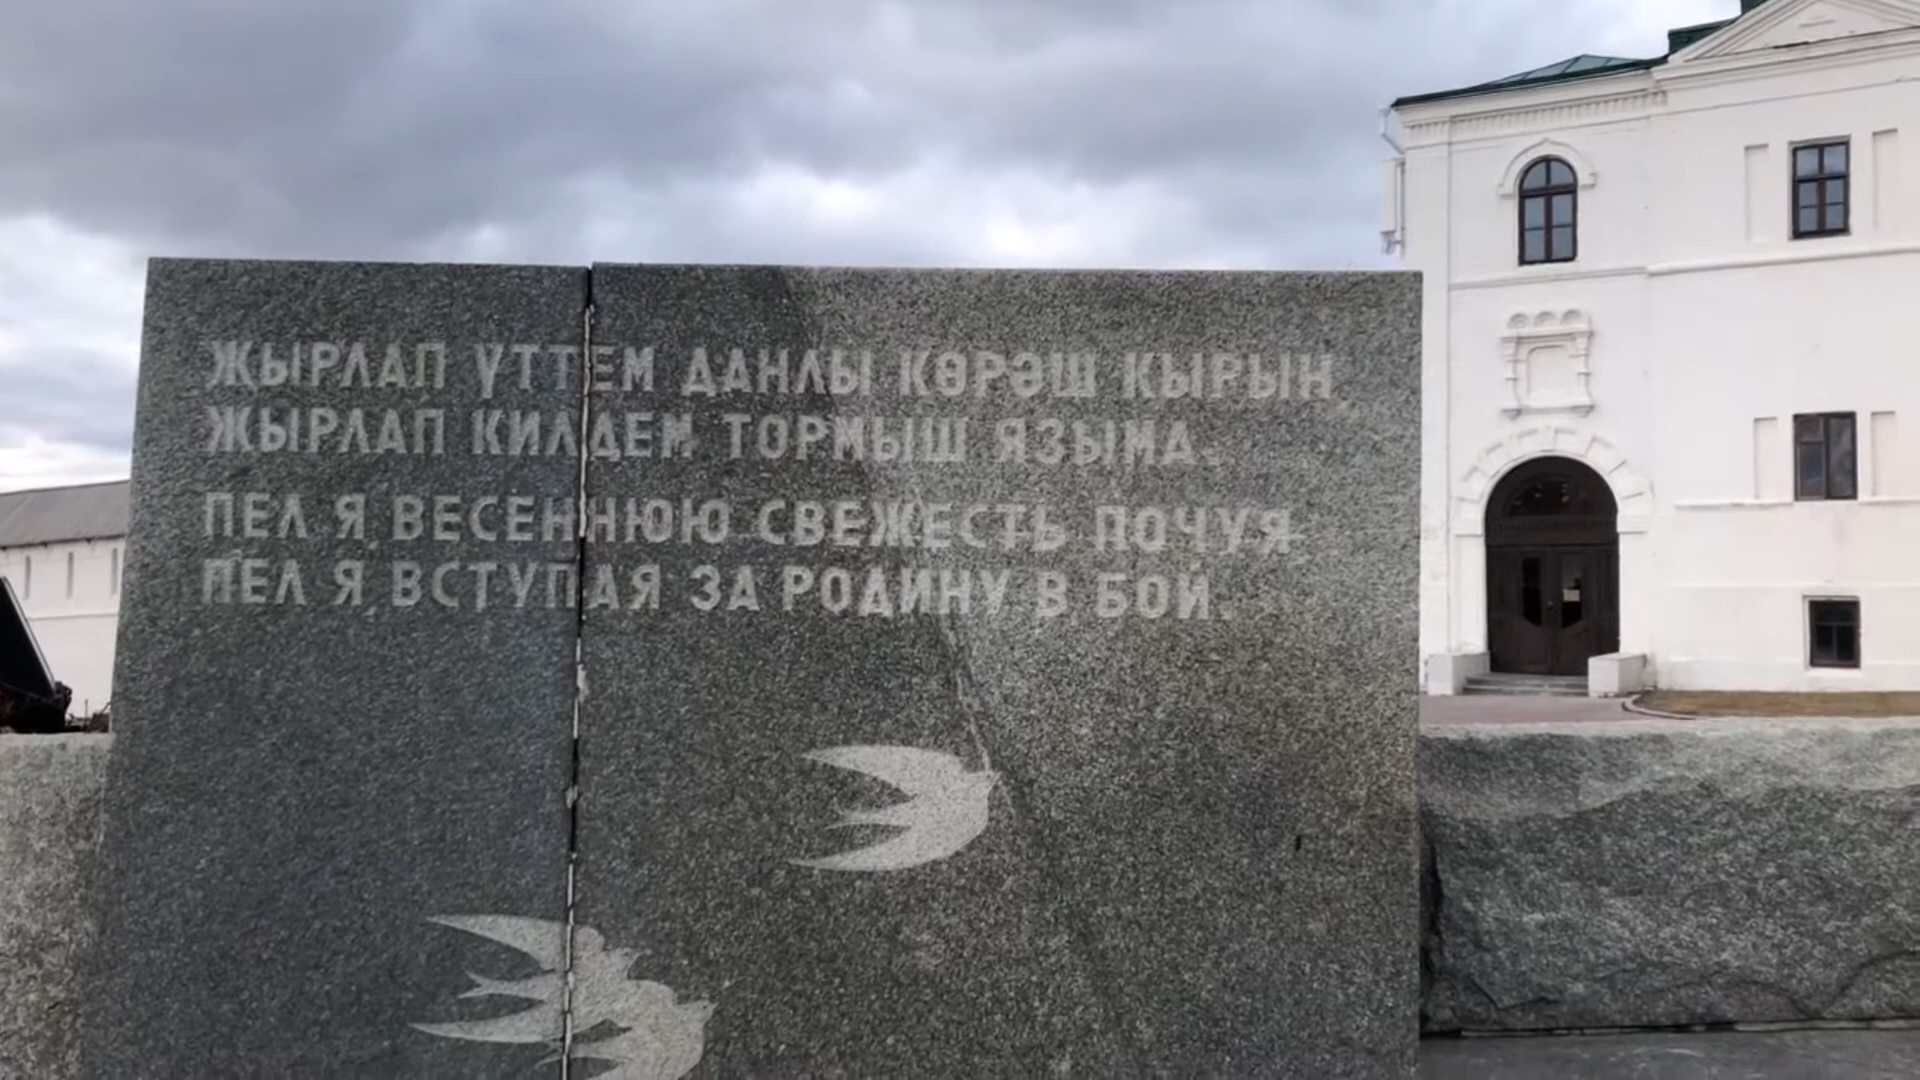 ҖЫРЛАП ҮТТЕМ ДАНЛЫ КӨРӘШ КЫРЫН
ҖЫРЛАП КИЛДЕМ ТОРМЫШ ЯЗЫМА.
ПЕЛ Я ВЕСЕННЮЮ СВЕЖЕСТЬ ПОЧУЯ
ПЕЛ Я ВСТУПАЯ ЗА РОДИНУ В БОЙ.